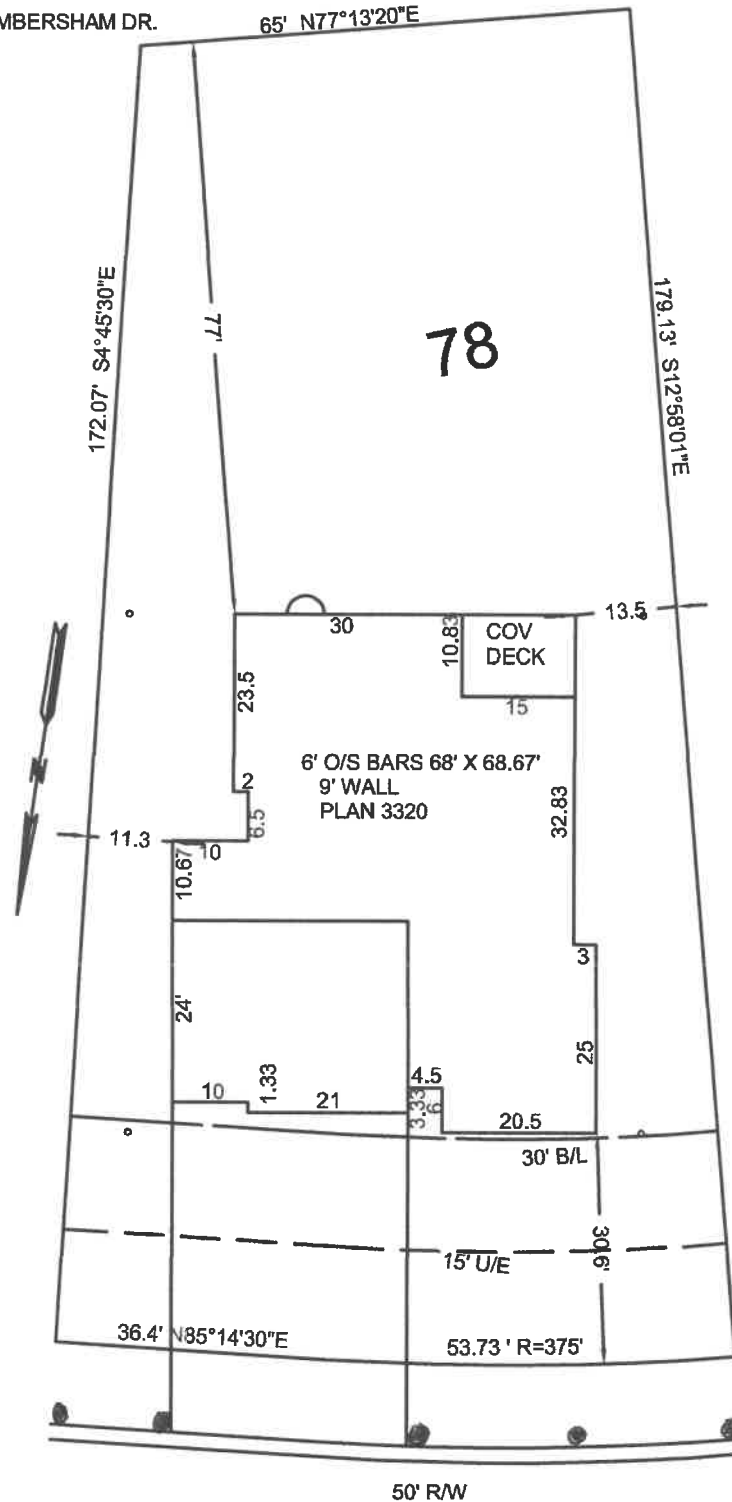 MBERSHAM DR.
65' N77°13'20"E
172.07' S4°45'30"E
77'
78
179.13' S12°58'01"E
13.5
30
10.83
COV
DECK
15
23.5
2
6.5
6' O/S BARS 68' X 68.67'
9' WALL
PLAN 3320
32.83
11.3
10
10.67
N
3
24'
25
10
1.33
21
4.5
3.33
6
20.5
30' B/L
30.6'
15' U/E
36.4' N85°14'30"E
53.73 ' R=375'
50' R/W